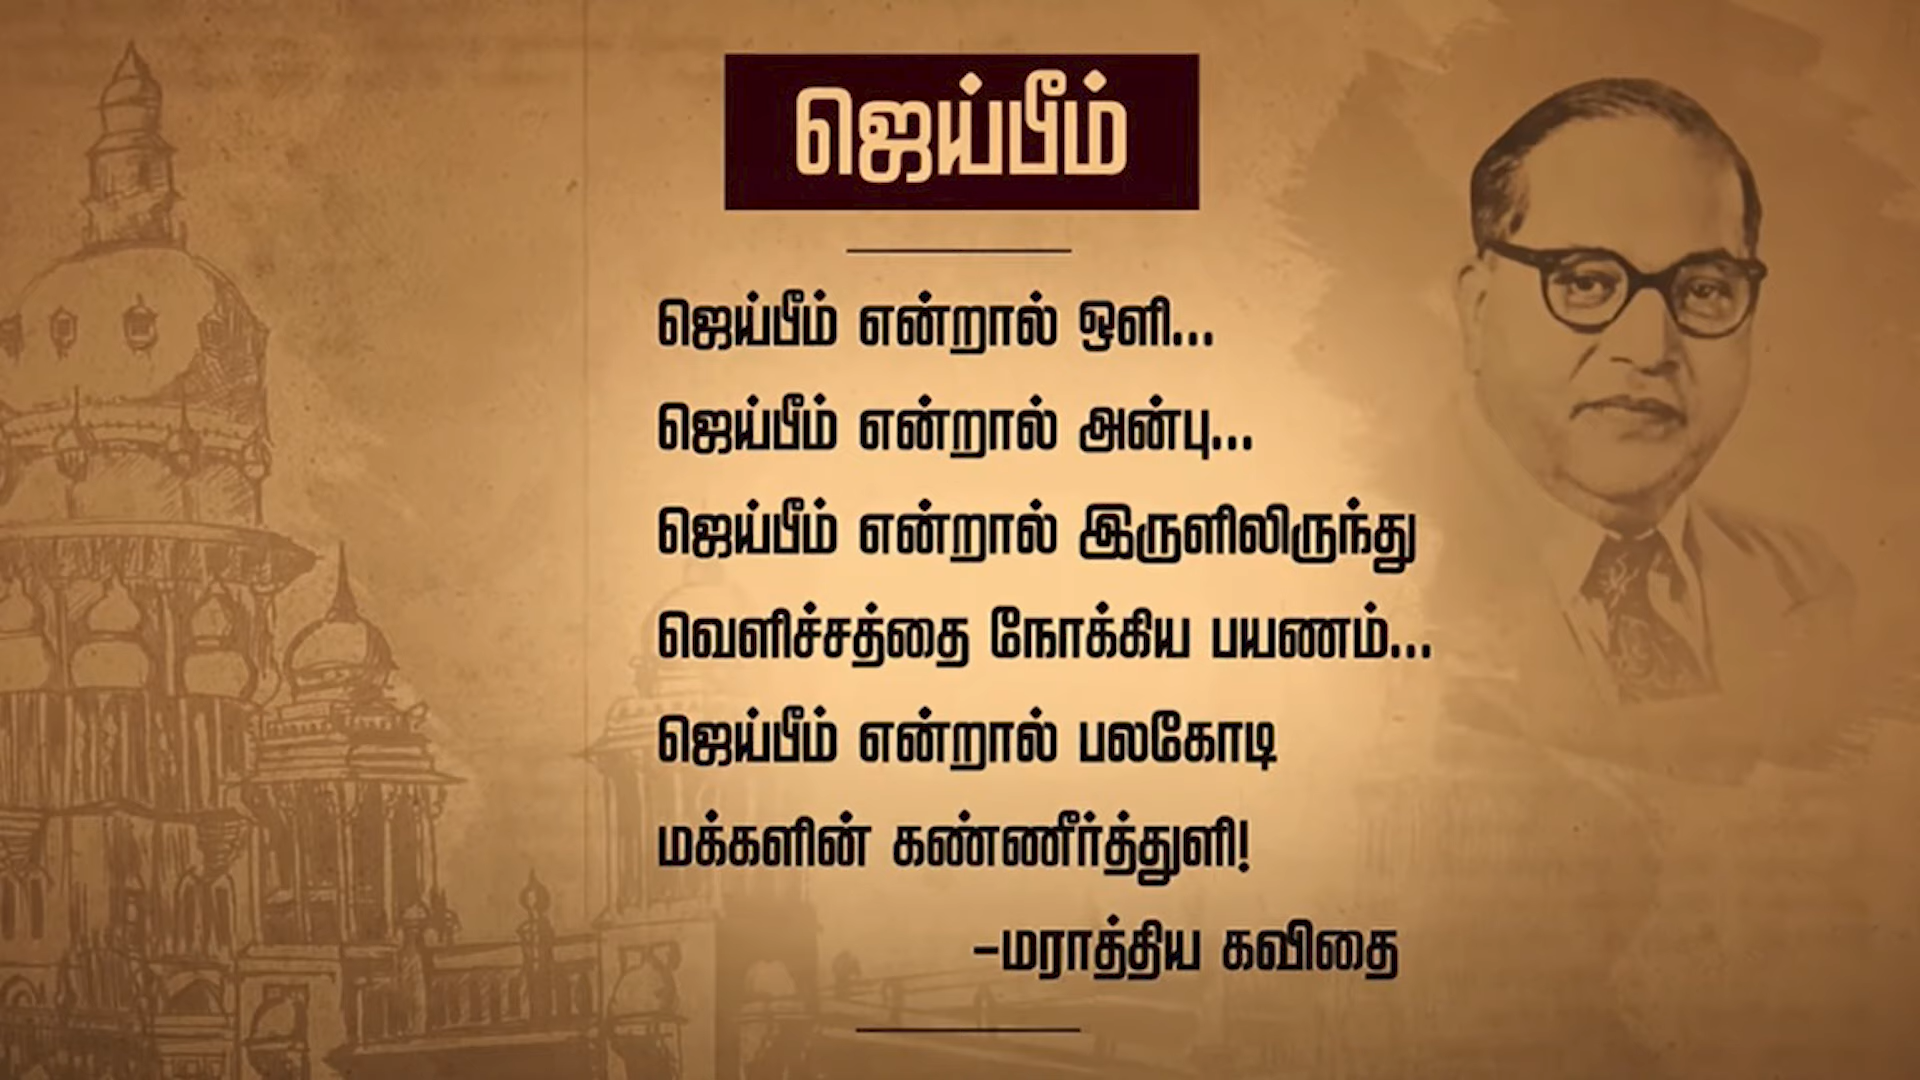 ஜெய்பீம்
ஜெய்பீம் என்றால் ஒளி...
ஜெய்பீம் என்றால் அன்பு...
ஜெய்பீம் என்றால் இருளிலிருந்து
வெளிச்சத்தை நோக்கிய பயணம்...
ஜெய்பீம் என்றால் பலகோடி
மக்களின் கண்ணீர்த்துளி!
-மராத்திய கவிதை